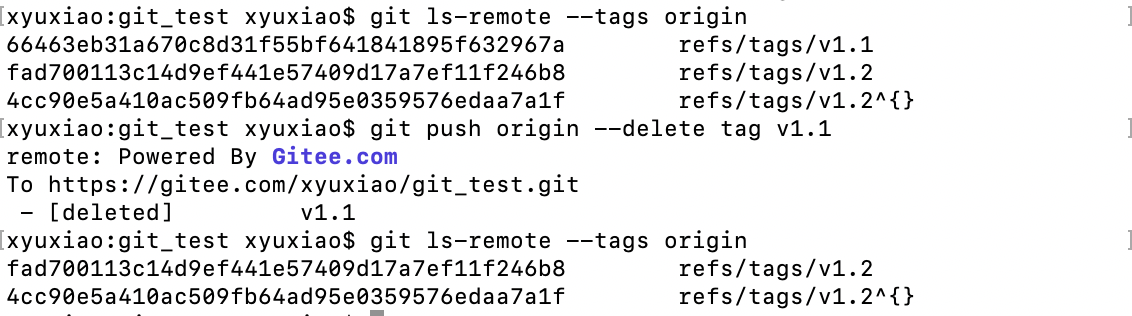 [xyuxiao:git_test xyuxiao$ git ls-remote --tags origin ]
66463eb31a670c8d31f55bf641841895f632967a refs/tags/v1.1
fad700113c14d9ef441e57409d17a7ef11f246b8 refs/tags/v1.2
4cc90e5a410ac509fb64ad95e0359576edaa7a1f refs/tags/v1.2^{}
[xyuxiao:git_test xyuxiao$ git push origin --delete tag v1.1 ]
remote: Powered By Gitee.com
To https://gitee.com/xyuxiao/git_test.git
 - [deleted] v1.1
[xyuxiao:git_test xyuxiao$ git ls-remote --tags origin ]
fad700113c14d9ef441e57409d17a7ef11f246b8 refs/tags/v1.2
4cc90e5a410ac509fb64ad95e0359576edaa7a1f refs/tags/v1.2^{}